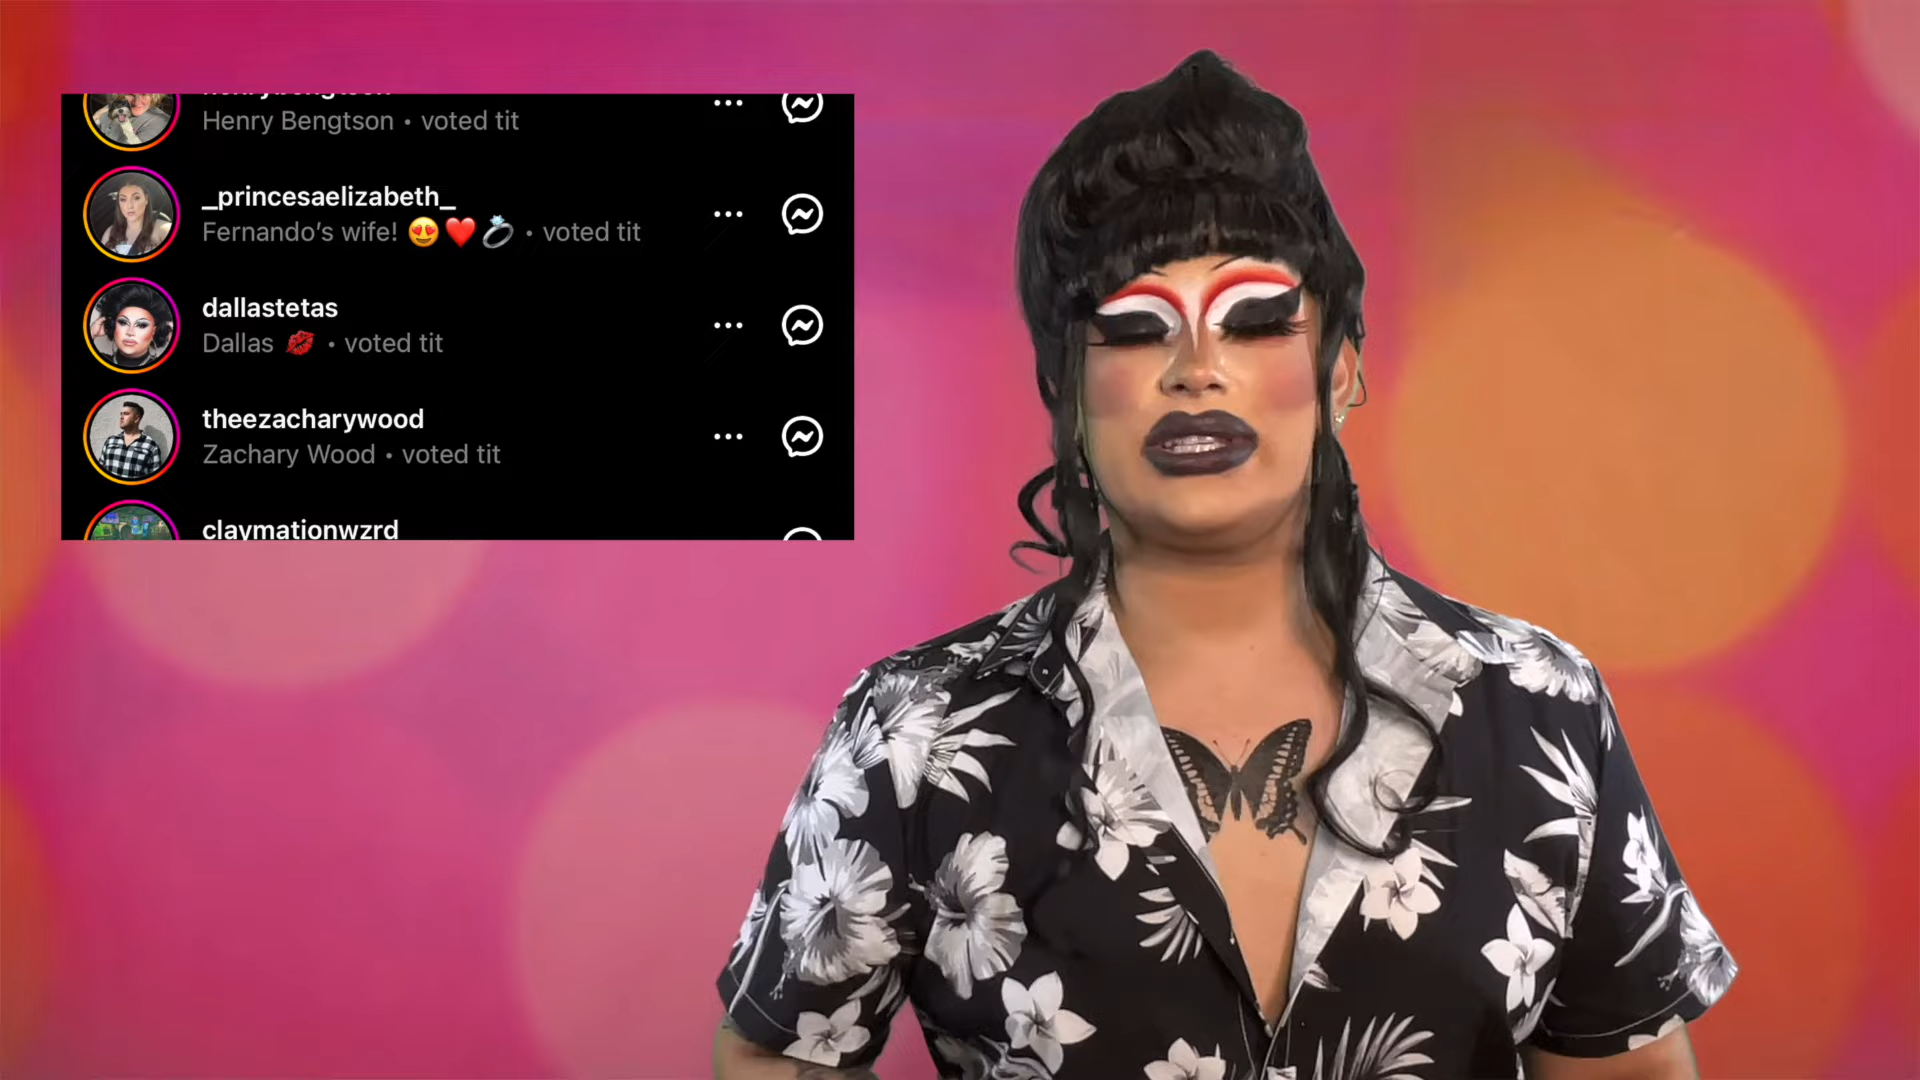 Henry Bengtson • voted tit
_princesaelizabeth_
Fernando’s wife! 😍❤️💍 • voted tit
dallastetas
Dallas 💋 • voted tit
theezacharywood
Zachary Wood • voted tit
claymationwzrd